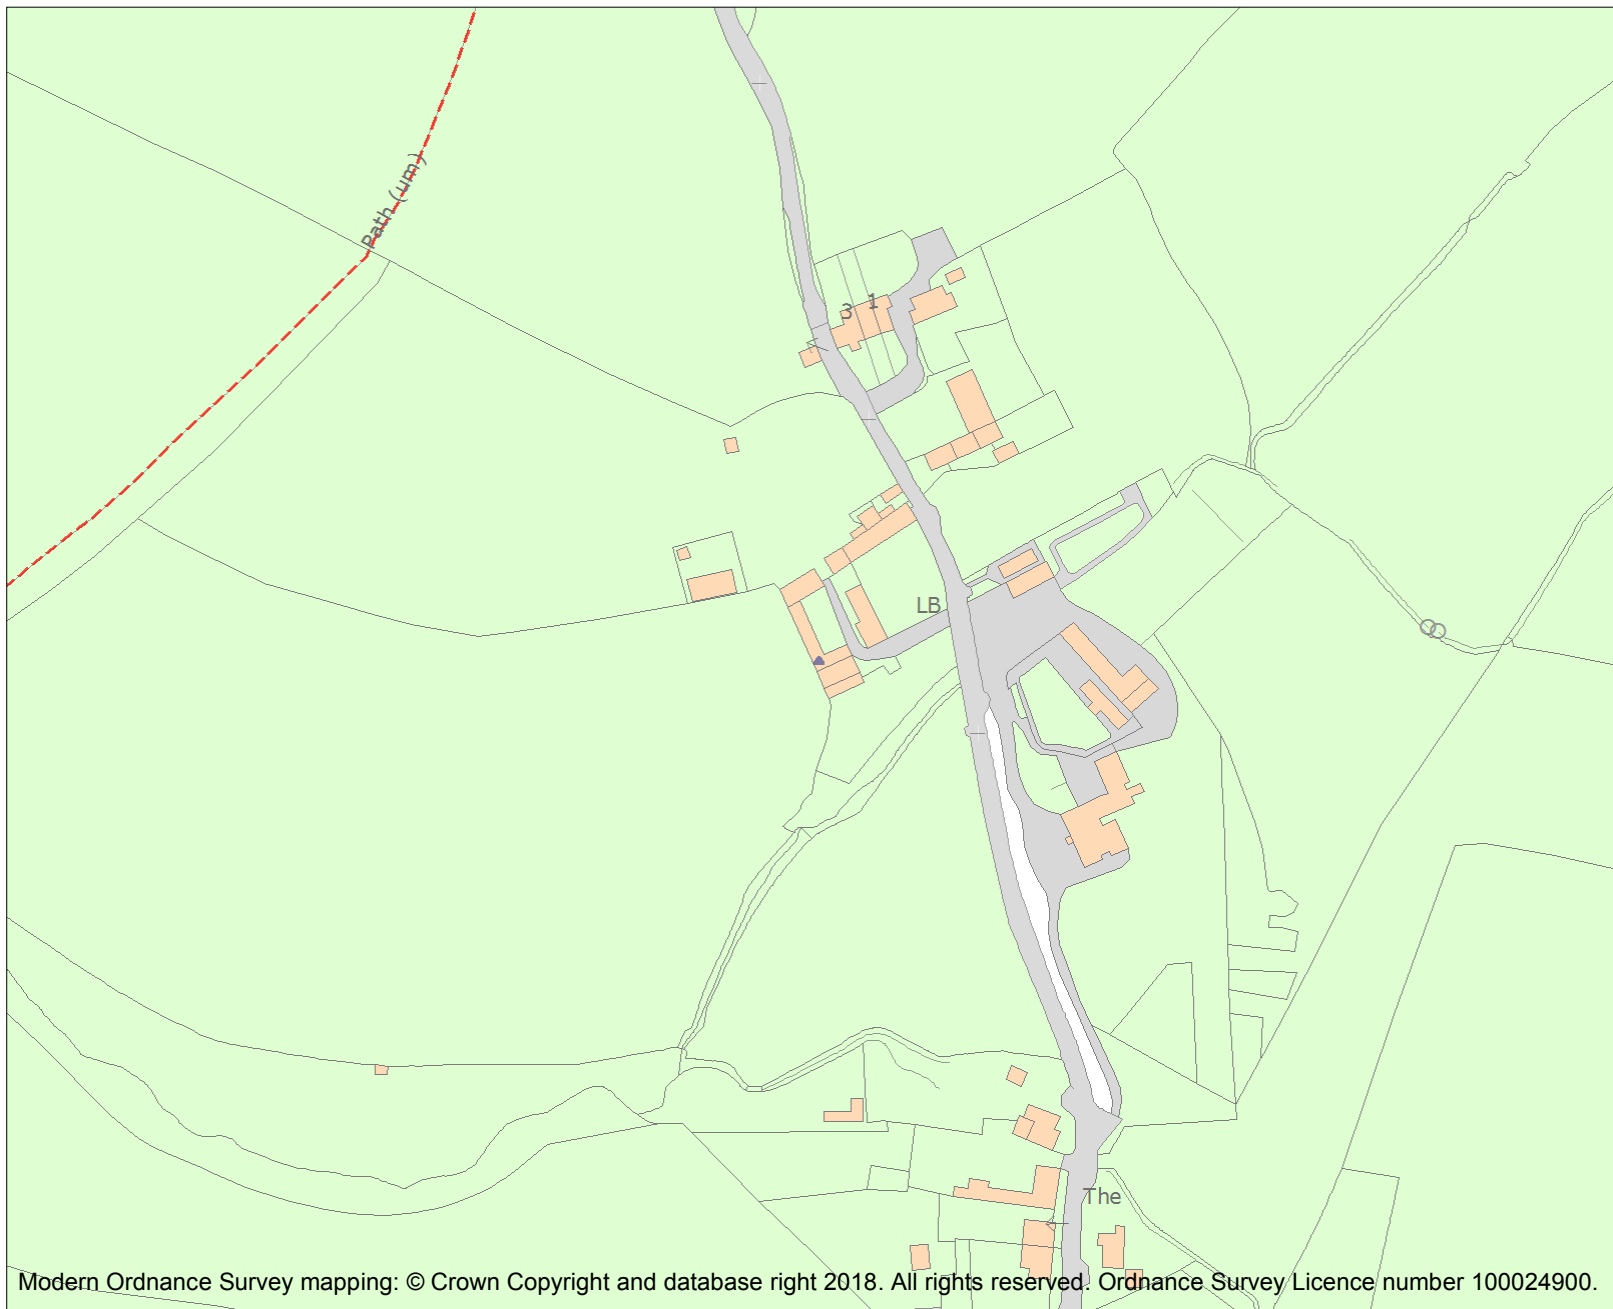 Path (um)
3 1
LB
The
Modern Ordnance Survey mapping: © Crown Copyright and database right 2018. All rights reserved. Ordnance Survey Licence number 100024900.